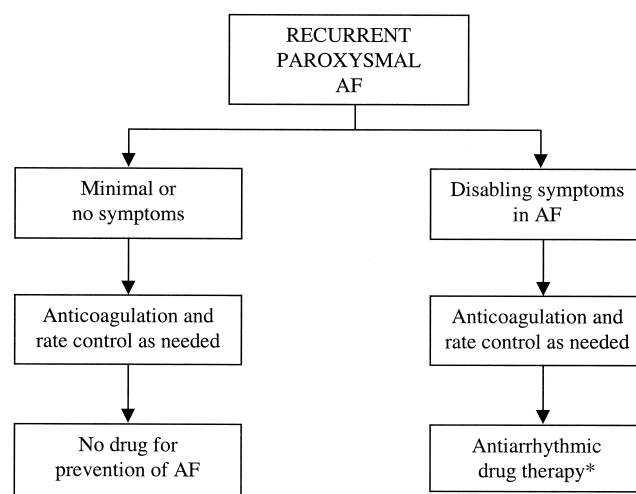 RECURRENT
PAROXYSMAL
AF
Minimal or
no symptoms
Disabling symptoms
in AF
Anticoagulation and
rate control as needed
Anticoagulation and
rate control as needed
No drug for
prevention of AF
Antiarrhythmic
drug therapy*